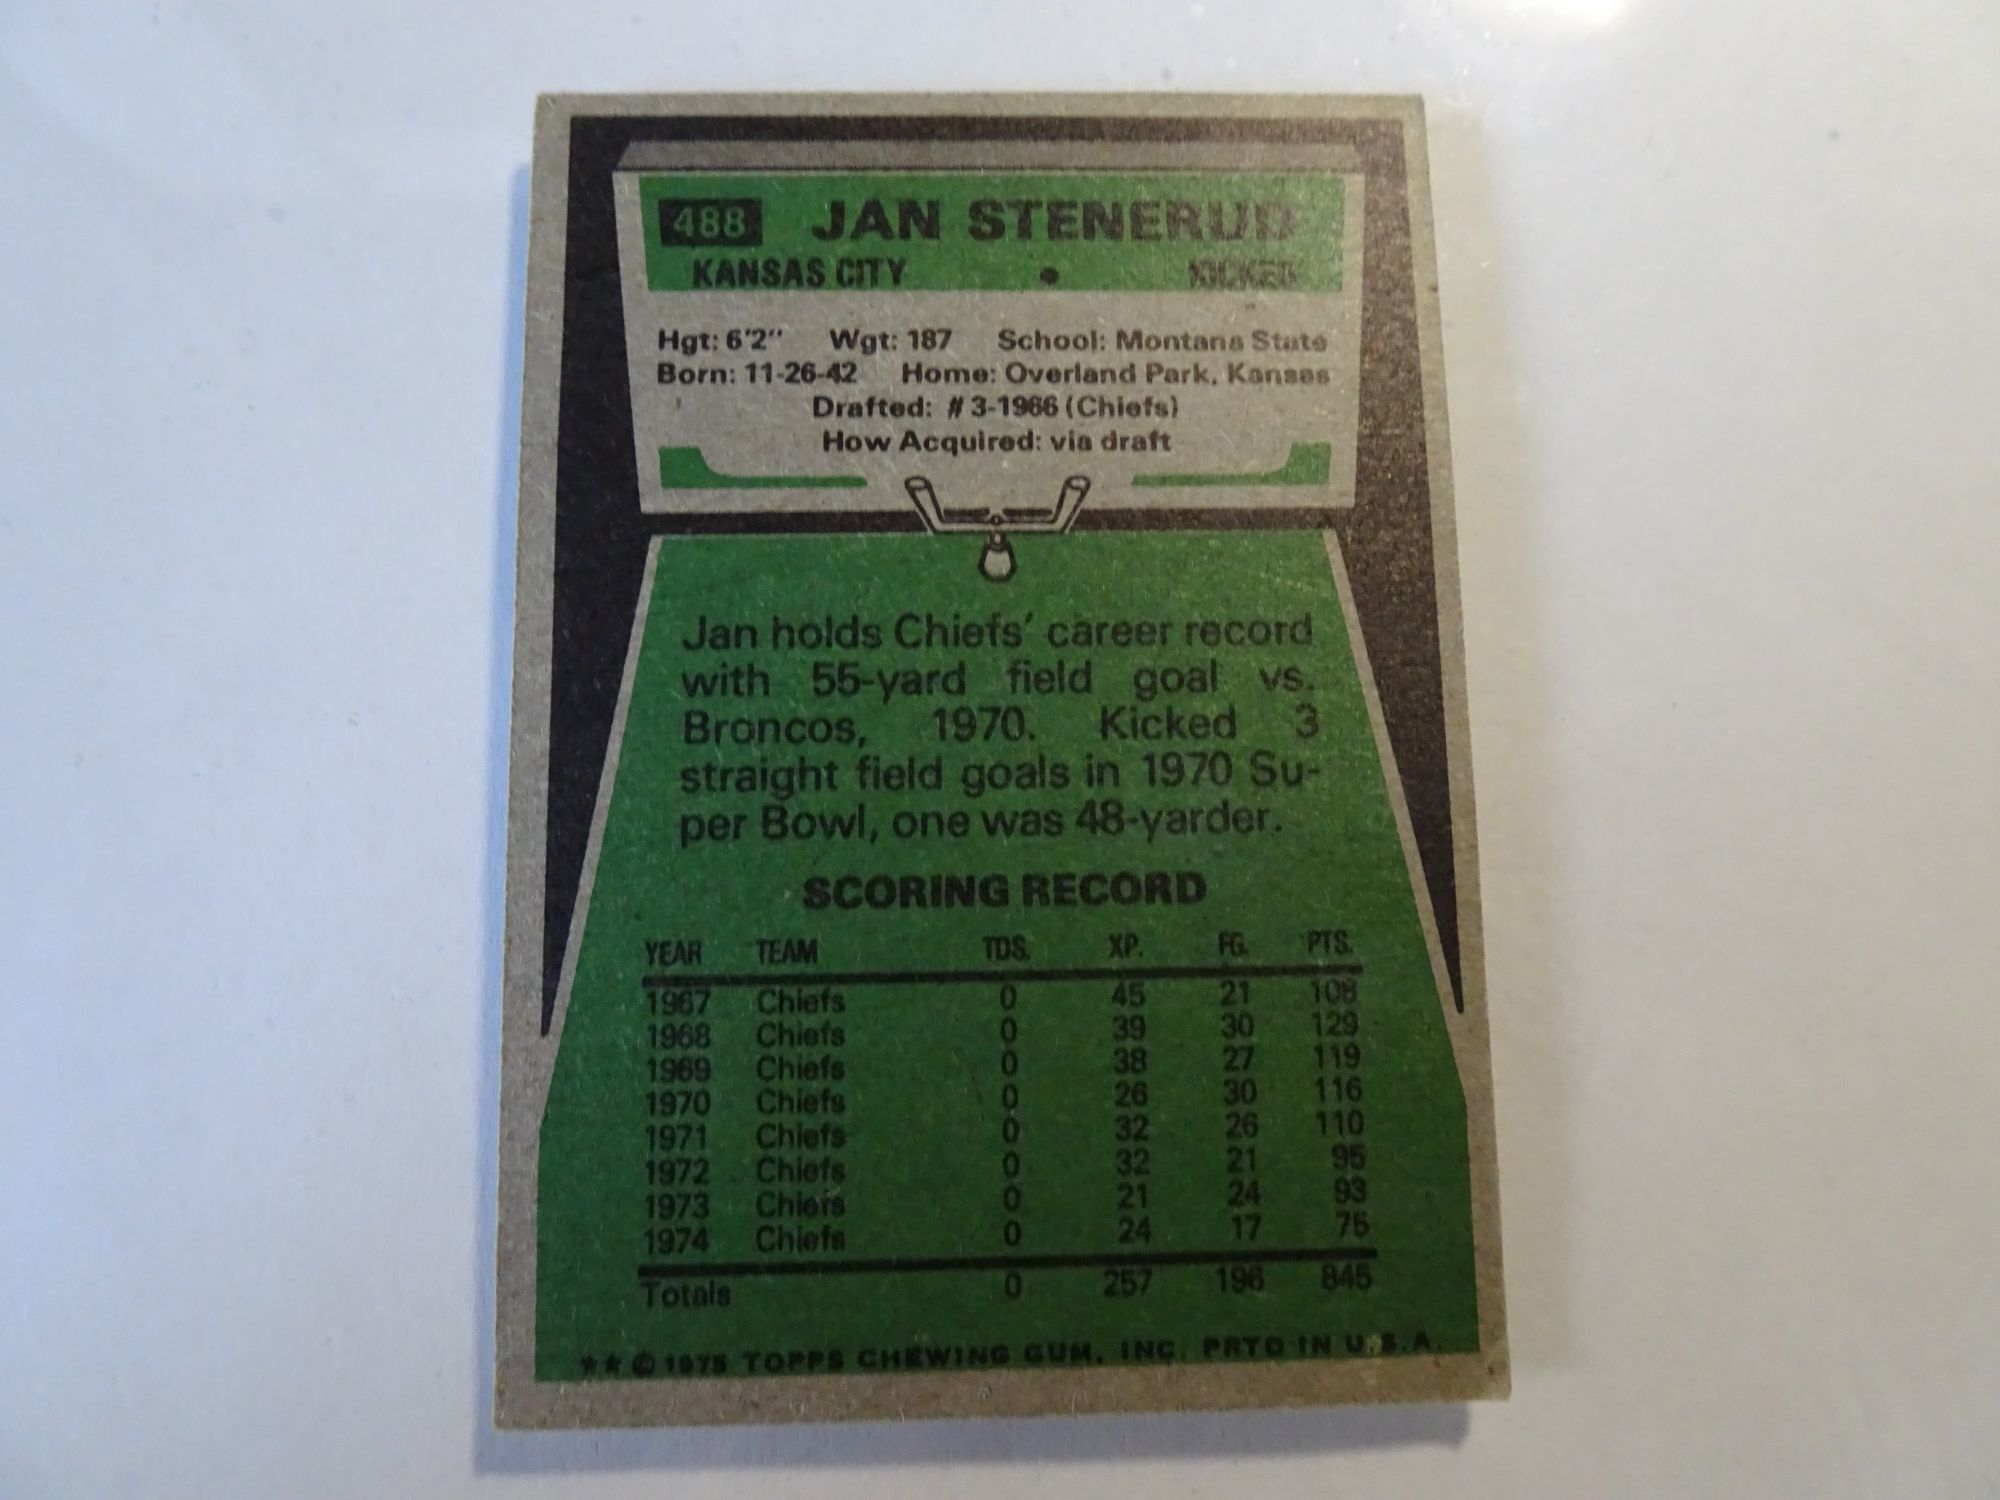 488 JAN STENERUD
KANSAS CITY • KICKER
Hgt: 6'2" Wgt: 187 School: Montana State
Born: 11-26-42 Home: Overland Park, Kansas
Drafted: #3-1966 (Chiefs)
How Acquired: via draft
Jan holds Chiefs' career record
with 55-yard field goal vs.
Broncos, 1970. Kicked 3
straight field goals in 1970 Su-
per Bowl, one was 48-yarder.
SCORING RECORD
YEAR TEAM TDS. XP. FG. PTS.
1967 Chiefs 0 45 21 108
1968 Chiefs 0 39 30 129
1969 Chiefs 0 38 27 119
1970 Chiefs 0 26 30 116
1971 Chiefs 0 32 26 110
1972 Chiefs 0 32 21 95
1973 Chiefs 0 21 24 93
1974 Chiefs 0 24 17 75
Totals 0 257 196 845
★★ © 1975 TOPPS CHEWING GUM, INC. PRTD IN U.S.A.